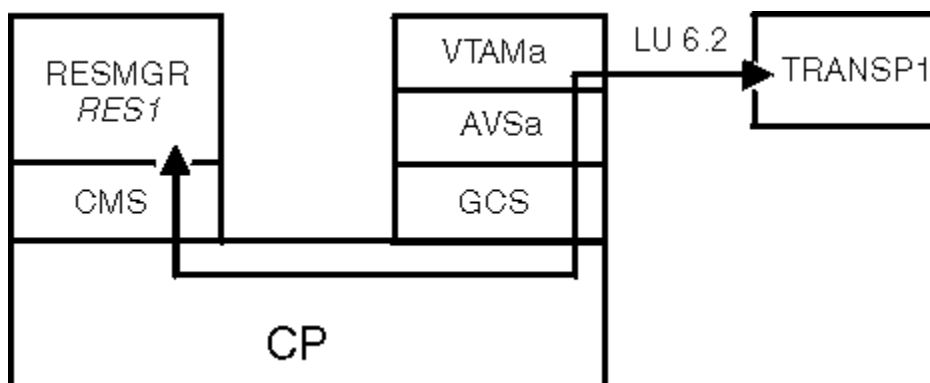 RESMGR
RES1
CMS
VTAMa
AVSa
GCS
LU 6.2
TRANSP1
CP